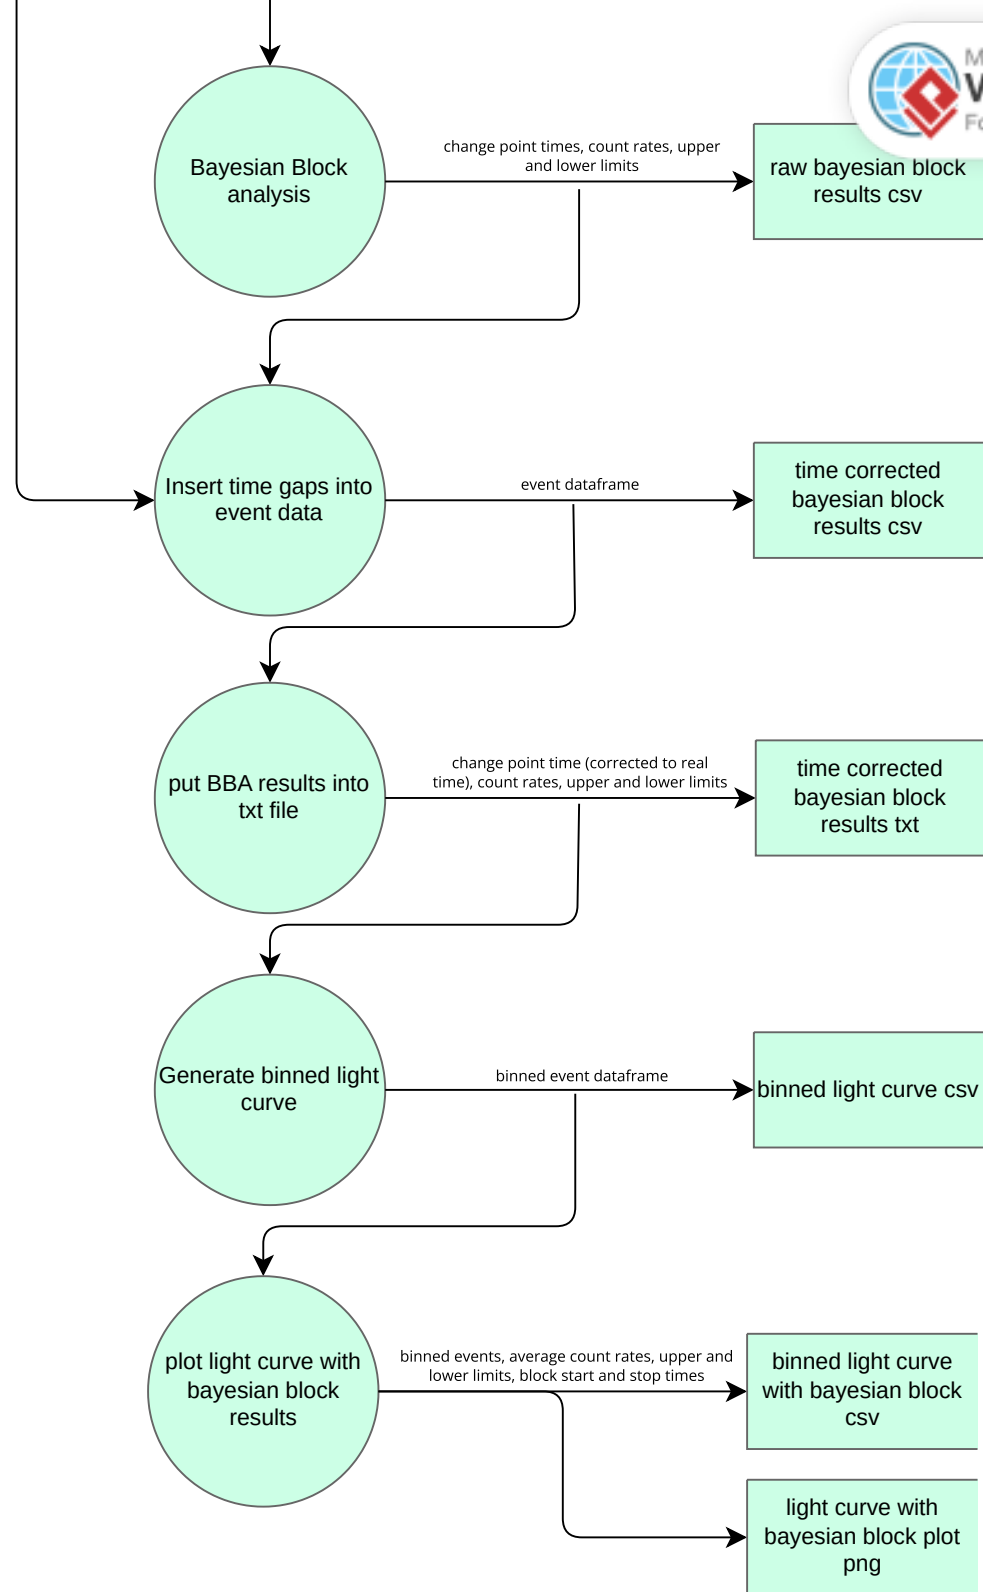 M
V
Fo
Bayesian Block
analysis
change point times, count rates, upper
and lower limits
raw bayesian block
results csv
Insert time gaps into
event data
event dataframe
time corrected
bayesian block
results csv
put BBA results into
txt file
change point time (corrected to real
time), count rates, upper and lower limits
time corrected
bayesian block
results txt
Generate binned light
curve
binned event dataframe
binned light curve csv
plot light curve with
bayesian block
results
binned events, average count rates, upper and
lower limits, block start and stop times
binned light curve
with bayesian block
csv
light curve with
bayesian block plot
png